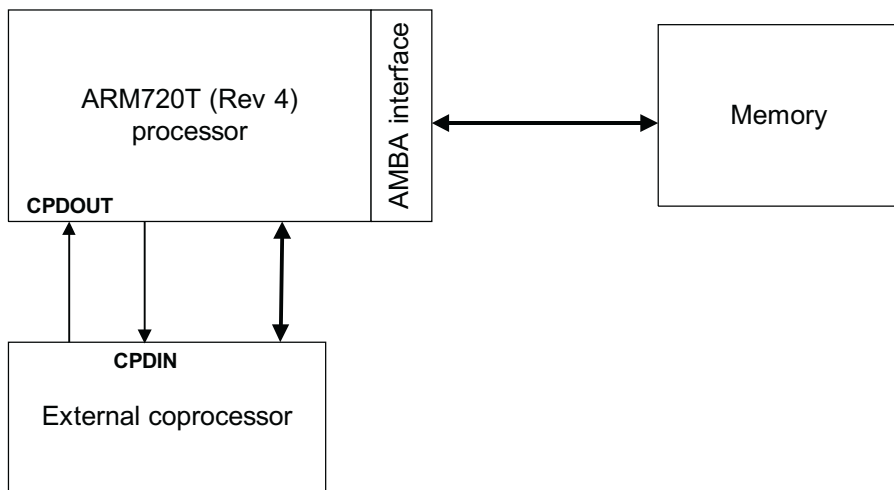 ARM720T (Rev 4)
processor
AMBA interface
Memory
CPDOUT
CPDIN
External coprocessor